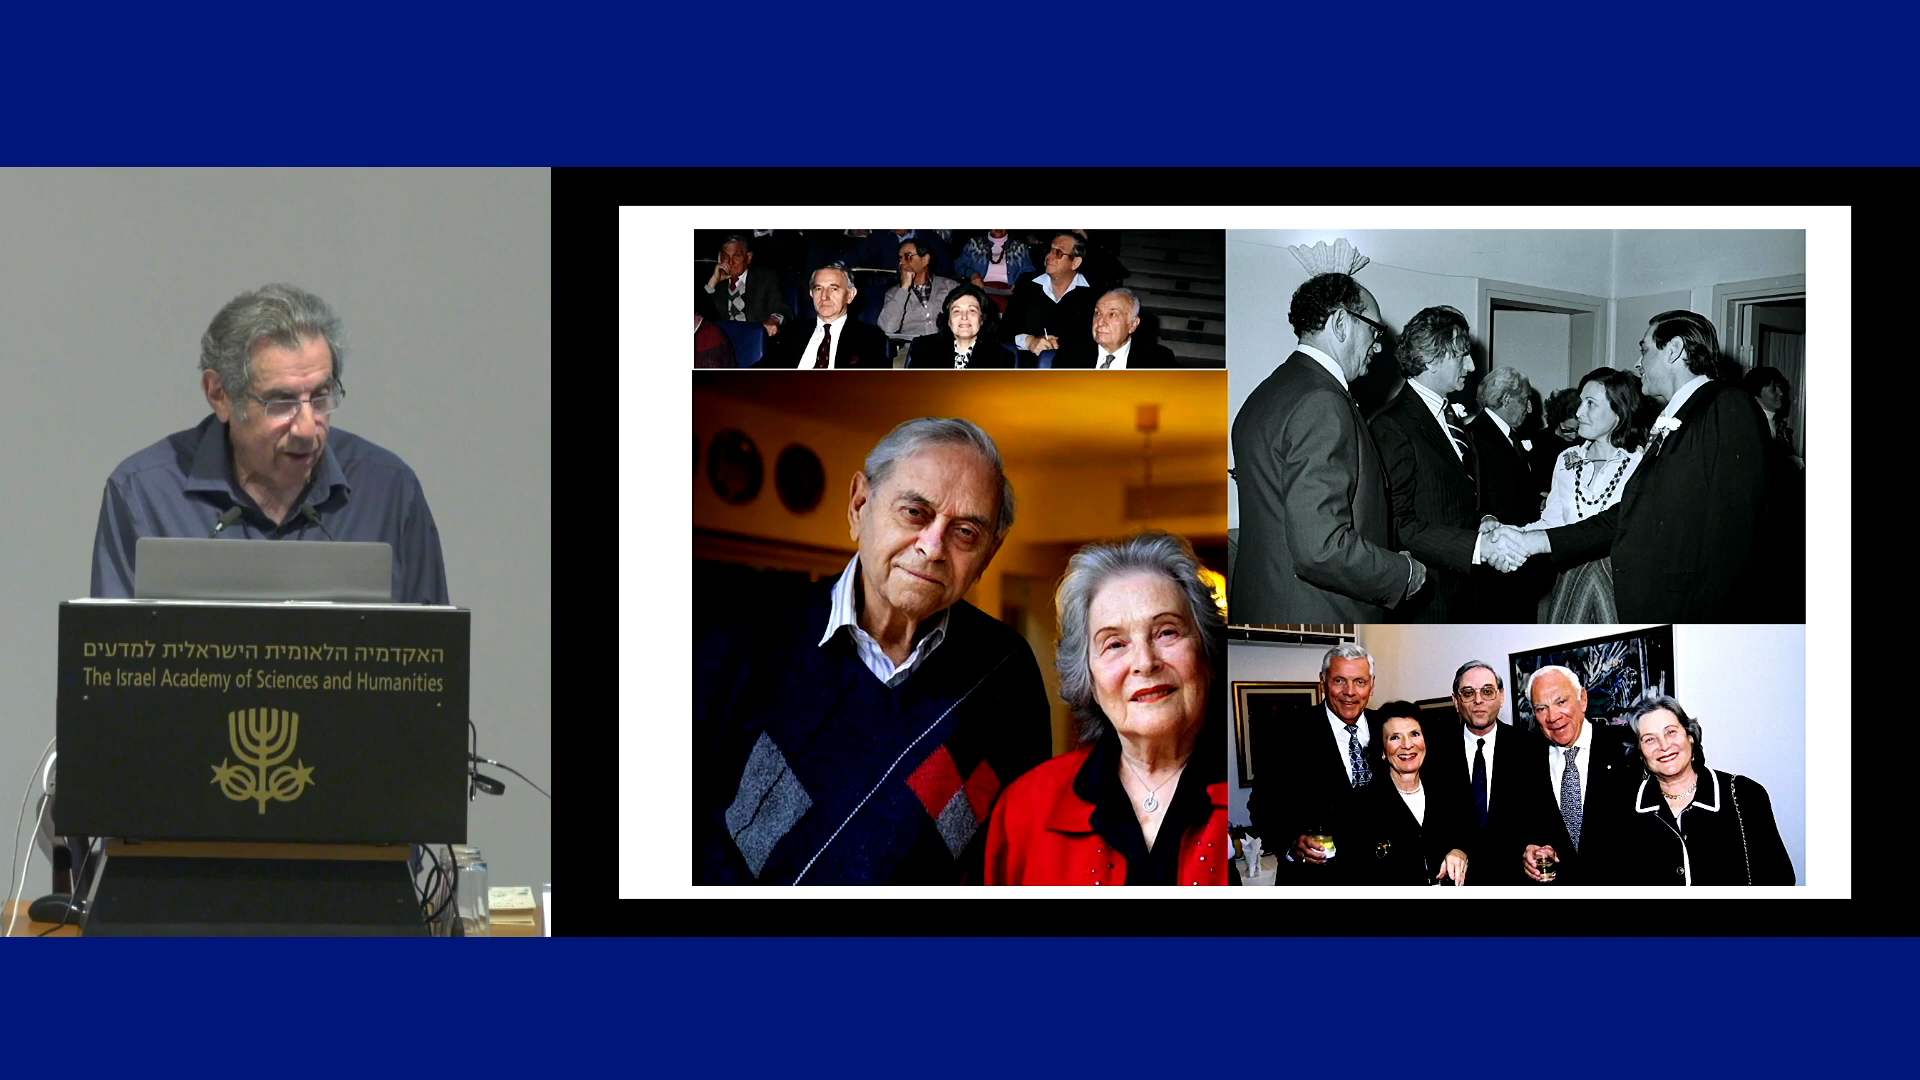 האקדמיה הלאומית הישראלית למדעים
The Israel Academy of Sciences and Humanities